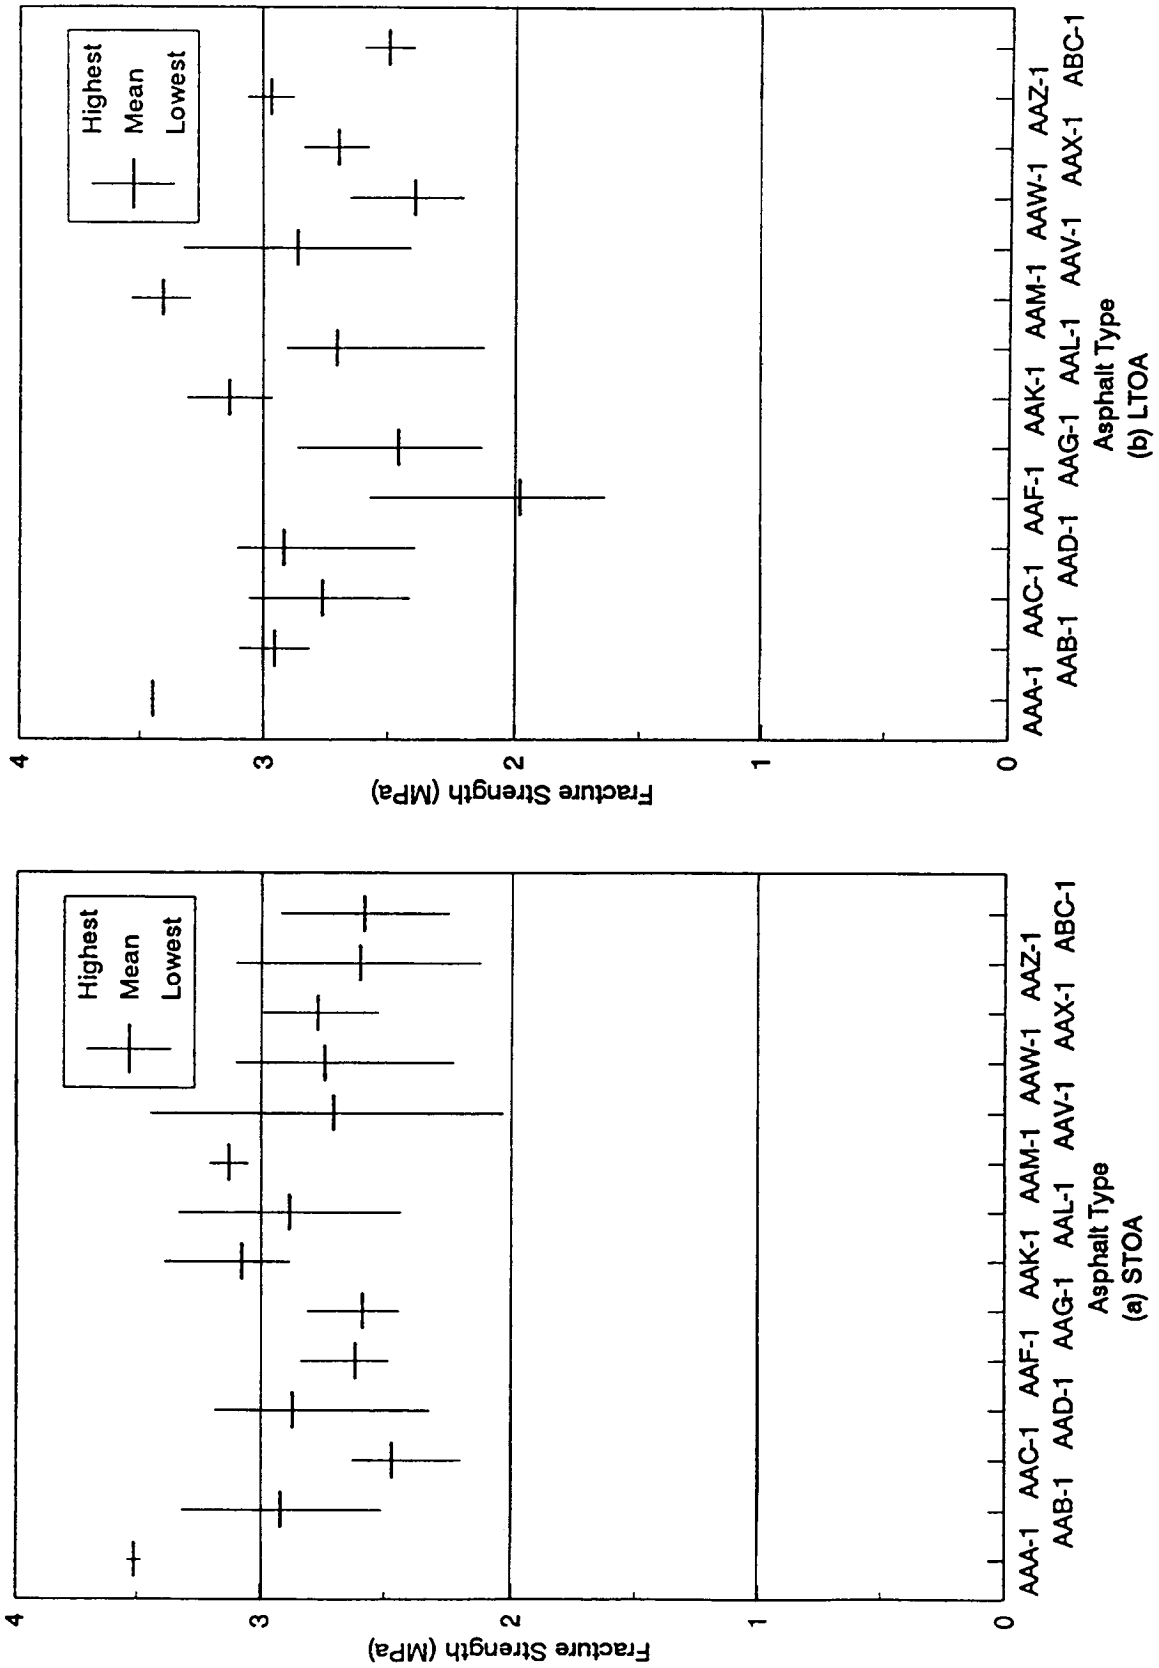 4
3
2
1
0
Fracture Strength (MPa)
Highest
Mean
Lowest
AAA-1 AAC-1 AAF-1 AAK-1 AAM-1 AAW-1 AAZ-1
AAB-1 AAD-1 AAG-1 AAL-1 AAV-1 AAX-1 ABC-1
Asphalt Type
(a) STOA
4
3
2
1
0
Fracture Strength (MPa)
Highest
Mean
Lowest
AAA-1 AAC-1 AAF-1 AAK-1 AAM-1 AAW-1 AAZ-1
AAB-1 AAD-1 AAG-1 AAL-1 AAV-1 AAX-1 ABC-1
Asphalt Type
(b) LTOA